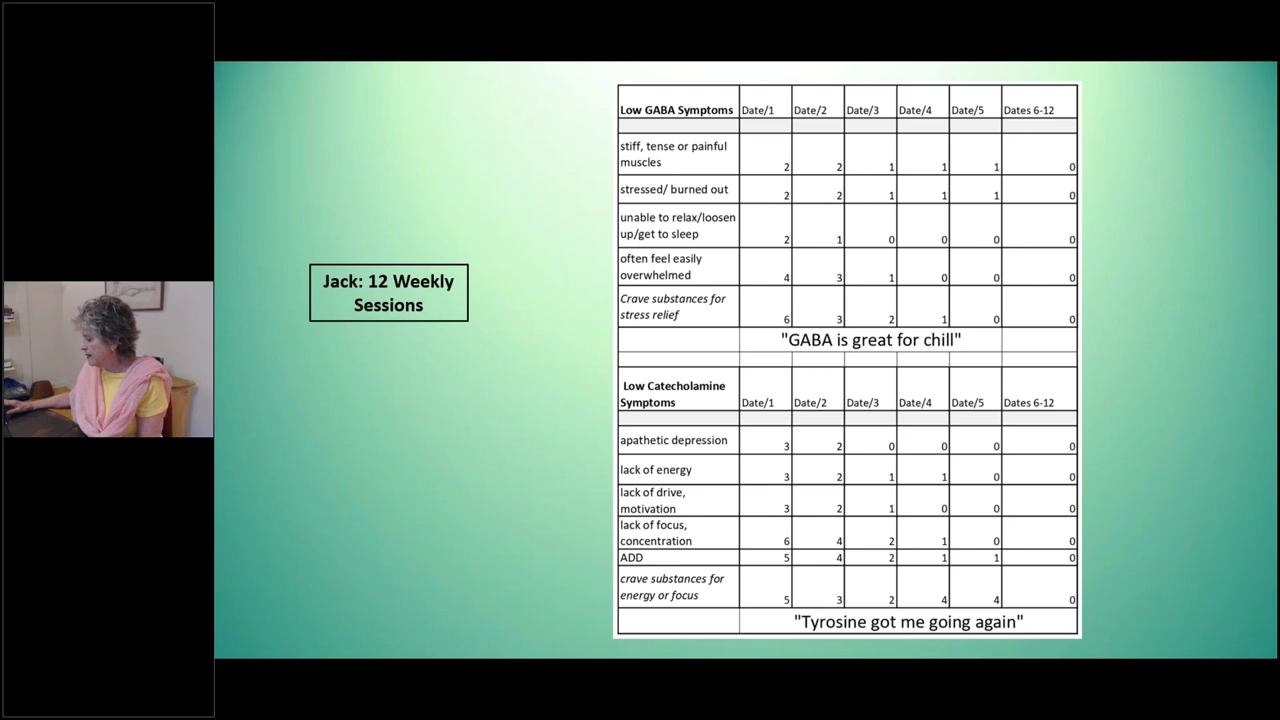 Jack: 12 Weekly
Sessions
Low GABA Symptoms Date/1 Date/2 Date/3 Date/4 Date/5 Dates 6-12
stiff, tense or painful
muscles 2 2 1 1 1 0
stressed/ burned out 2 2 1 1 1 0
unable to relax/loosen
up/get to sleep 2 1 0 0 0 0
often feel easily
overwhelmed 4 3 1 0 0 0
Crave substances for
stress relief 6 3 2 1 0 0
"GABA is great for chill"
Low Catecholamine
Symptoms Date/1 Date/2 Date/3 Date/4 Date/5 Dates 6-12
apathetic depression 3 2 0 0 0 0
lack of energy 3 2 1 1 0 0
lack of drive,
motivation 3 2 1 0 0 0
lack of focus,
concentration 6 4 2 1 0 0
ADD 5 4 2 1 1 0
crave substances for
energy or focus 5 3 2 4 4 0
"Tyrosine got me going again"